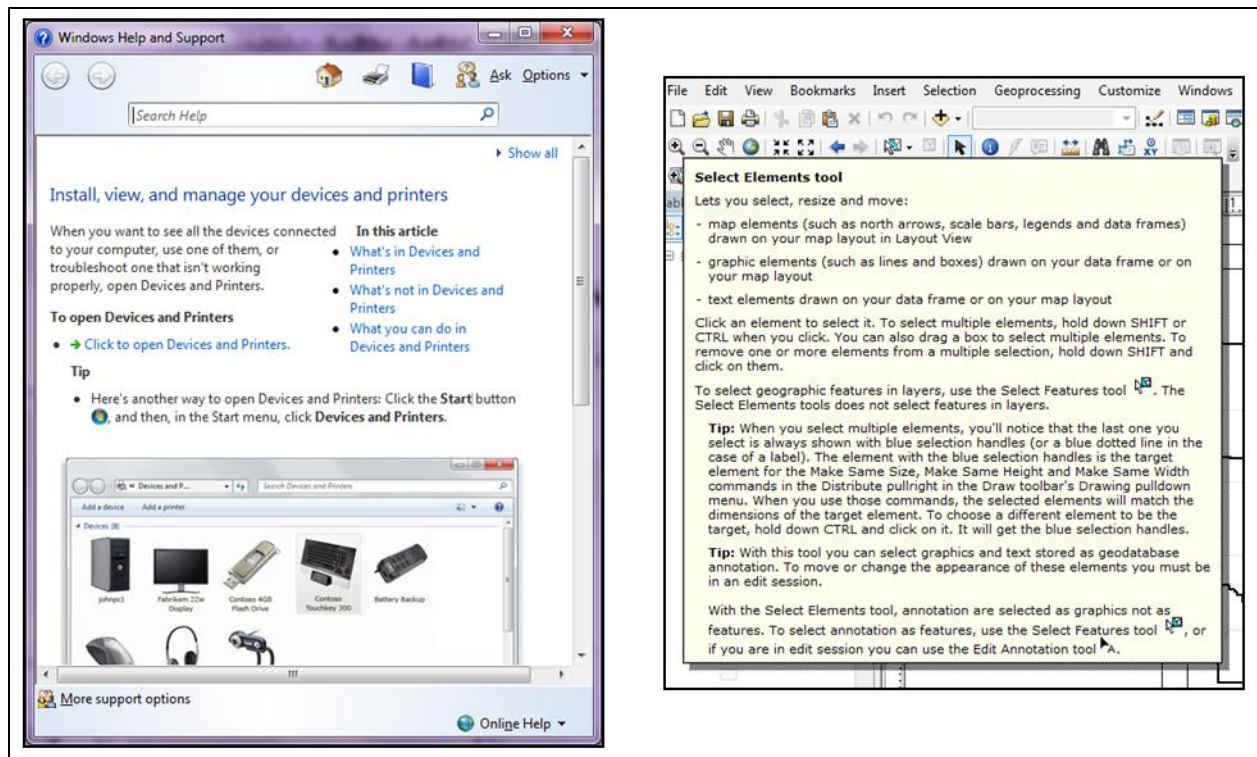 Windows Help and Support
Ask Options
Search Help
Show all
Install, view, and manage your devices and printers
When you want to see all the devices connected
to your computer, use one of them, or
troubleshoot one that isn't working
properly, open Devices and Printers.
To open Devices and Printers
Click to open Devices and Printers.
In this article
What's in Devices and
Printers
What's not in Devices and
Printers
What you can do in
Devices and Printers
Tip
Here's another way to open Devices and Printers: Click the Start button
, and then, in the Start menu, click Devices and Printers.
Devices and P...
Search Devices and Printers
Add a device Add a printer
Devices (8)
johnpc1
Fabrikam 22w
Display
Contoso 4GB
Flash Drive
Contoso
Touchkey 300
Battery Backup
More support options
Online Help
File Edit View Bookmarks Insert Selection Geoprocessing Customize Windows
Select Elements tool
Lets you select, resize and move:
- map elements (such as north arrows, scale bars, legends and data frames)
drawn on your map layout in Layout View
- graphic elements (such as lines and boxes) drawn on your data frame or on
your map layout
- text elements drawn on your data frame or on your map layout
Click an element to select it. To select multiple elements, hold down SHIFT or
CTRL when you click. You can also drag a box to select multiple elements. To
remove one or more elements from a multiple selection, hold down SHIFT and
click on them.
To select geographic features in layers, use the Select Features tool . The
Select Elements tools does not select features in layers.
Tip: When you select multiple elements, you'll notice that the last one you
select is always shown with blue selection handles (or a blue dotted line in the
case of a label). The element with the blue selection handles is the target
element for the Make Same Size, Make Same Height and Make Same Width
commands in the Distribute pullright in the Draw toolbar's Drawing pulldown
menu. When you use those commands, the selected elements will match the
dimensions of the target element. To choose a different element to be the
target, hold down CTRL and click on it. It will get the blue selection handles.
Tip: With this tool you can select graphics and text stored as geodatabase
annotation. To move or change the appearance of these elements you must be
in an edit session.
With the Select Elements tool, annotation are selected as graphics not as
features. To select annotation as features, use the Select Features tool , or
if you are in edit session you can use the Edit Annotation tool A.